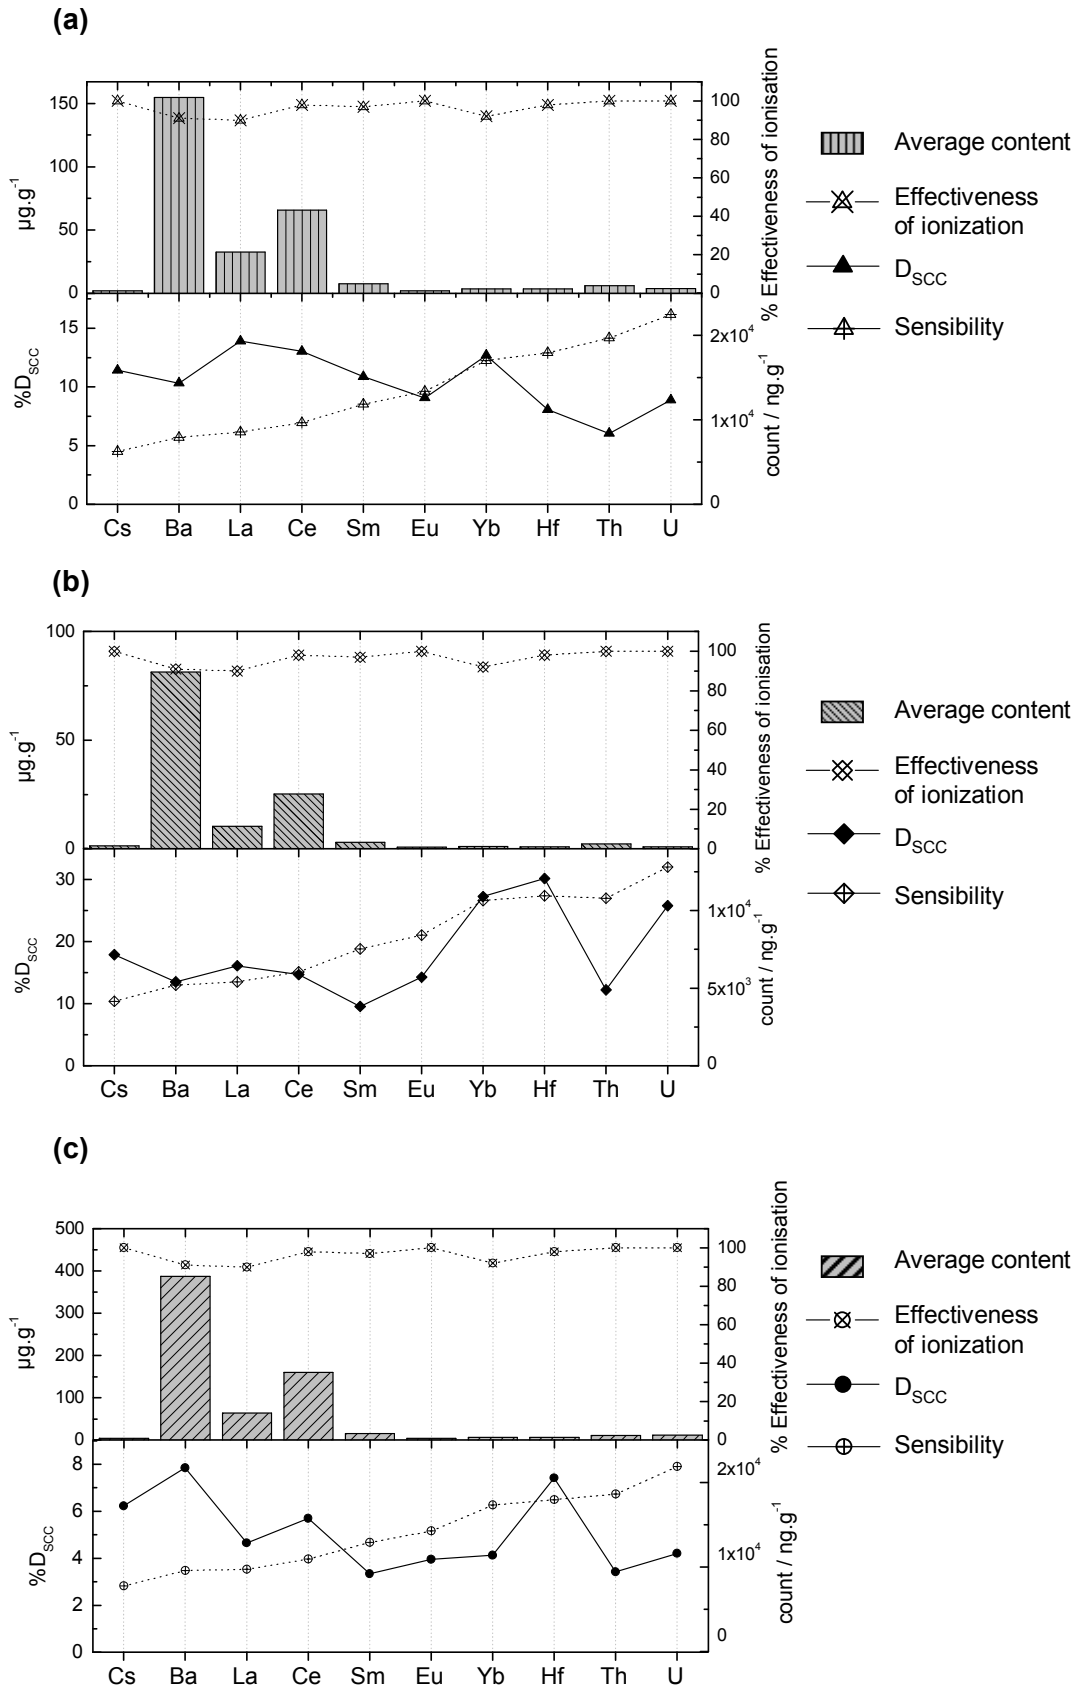 (a)
150
100
50
0
µg.g⁻¹
100
80
60
40
20
0
% Effectiveness of ionisation
15
10
5
0
%D_SCC
2x10⁴
1x10⁴
0
count / ng.g⁻¹
Cs Ba La Ce Sm Eu Yb Hf Th U
Average content
Effectiveness
of ionization
D_SCC
Sensibility
(b)
100
50
0
µg.g⁻¹
100
80
60
40
20
0
% Effectiveness of ionisation
30
20
10
0
%D_SCC
1x10⁴
5x10³
0
count / ng.g⁻¹
Cs Ba La Ce Sm Eu Yb Hf Th U
Average content
Effectiveness
of ionization
D_SCC
Sensibility
(c)
500
400
300
200
100
0
µg.g⁻¹
100
80
60
40
20
0
% Effectiveness of ionisation
8
6
4
2
0
%D_SCC
2x10⁴
1x10⁴
0
count / ng.g⁻¹
Cs Ba La Ce Sm Eu Yb Hf Th U
Average content
Effectiveness
of ionization
D_SCC
Sensibility